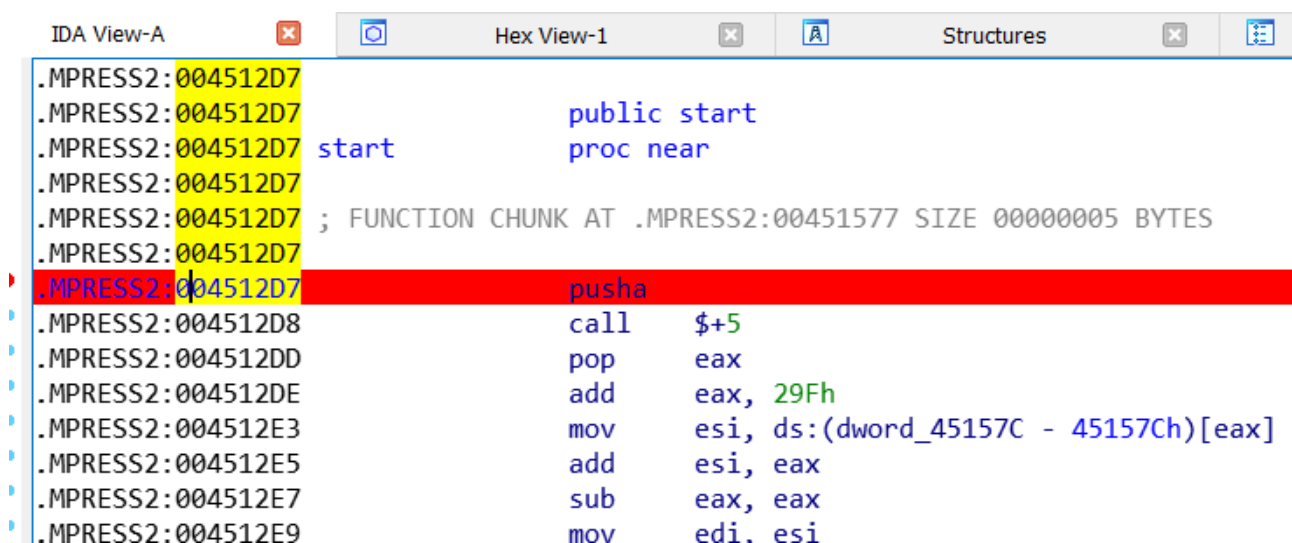 IDA View-A Hex View-1 Structures
.MPRESS2:004512D7
.MPRESS2:004512D7 public start
.MPRESS2:004512D7 start proc near
.MPRESS2:004512D7
.MPRESS2:004512D7 ; FUNCTION CHUNK AT .MPRESS2:00451577 SIZE 00000005 BYTES
.MPRESS2:004512D7
.MPRESS2:004512D7 pusha
.MPRESS2:004512D8 call $+5
.MPRESS2:004512DD pop eax
.MPRESS2:004512DE add eax, 29Fh
.MPRESS2:004512E3 mov esi, ds:(dword_45157C - 45157Ch)[eax]
.MPRESS2:004512E5 add esi, eax
.MPRESS2:004512E7 sub eax, eax
.MPRESS2:004512E9 mov edi, esi